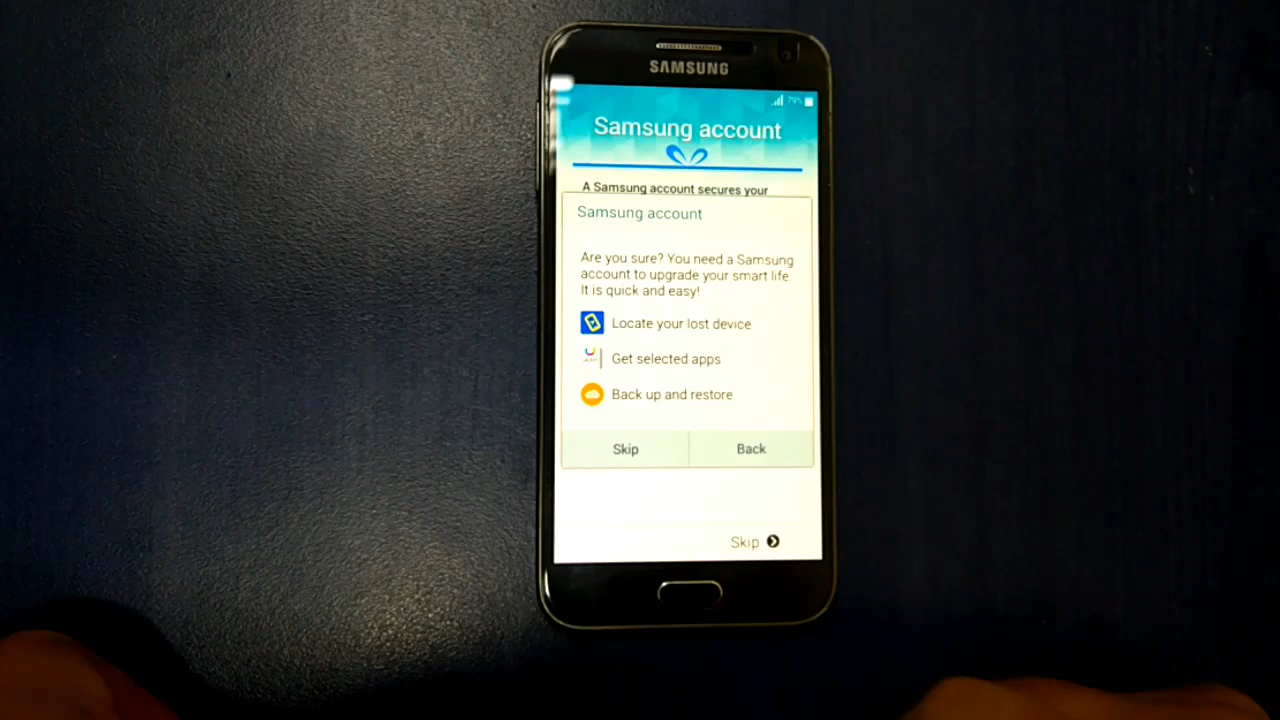 SAMSUNG
79%
Samsung account
A Samsung account secures your
Samsung account
Are you sure? You need a Samsung
account to upgrade your smart life.
It is quick and easy!
Locate your lost device
Get selected apps
Back up and restore
Skip
Back
Skip